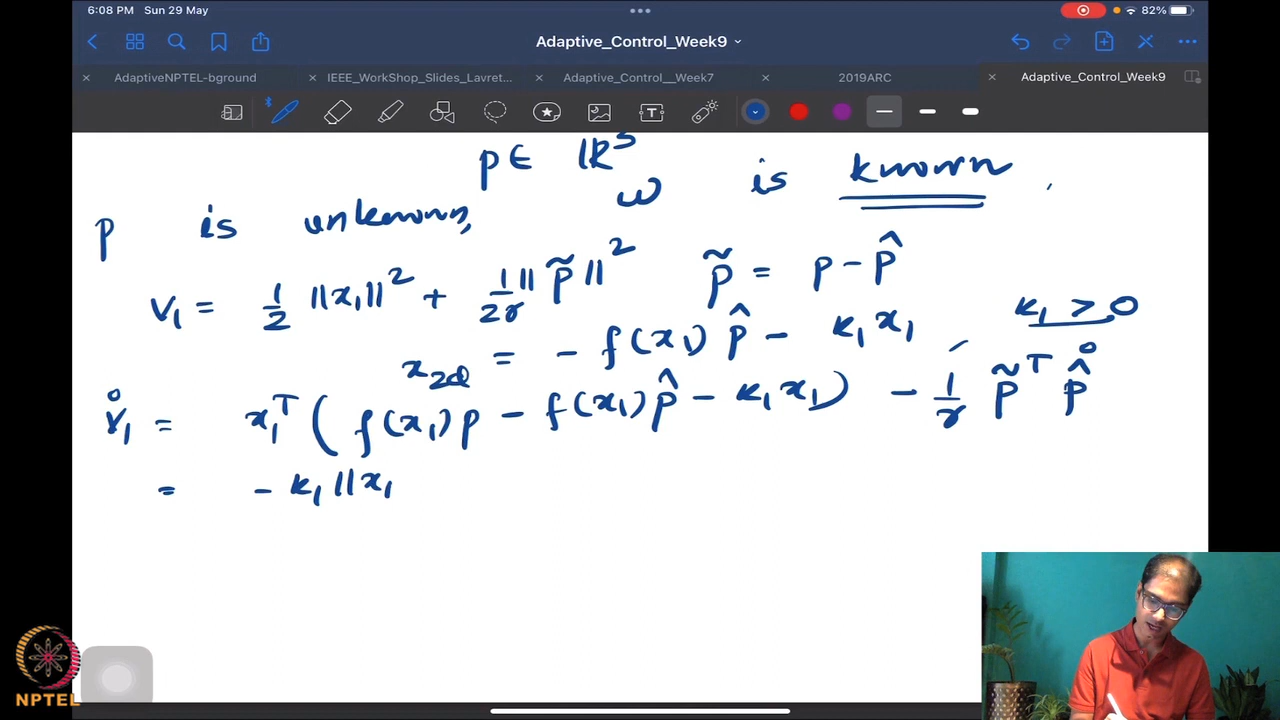 6:08 PM Sun 29 May 82%
Adaptive_Control_Week9
AdaptiveNPTEL-bground IEEE_WorkShop_Slides_Lavret... Adaptive_Control__Week7 2019ARC Adaptive_Control_Week9
p ∈ ℝ⁵
p is unknown, ω is known.
V₁ = 1/2 ||x₁||² + 1/2γ ||p̃||² p̃ = p - p̂
x₂d = - f(x₁) p̂ - k₁x₁ k₁ > 0
V̇₁ = x₁ᵀ ( f(x₁)p - f(x₁)p̂ - k₁x₁) - 1/γ p̃ᵀ p̂̇
= - k₁ ||x₁
NPTEL